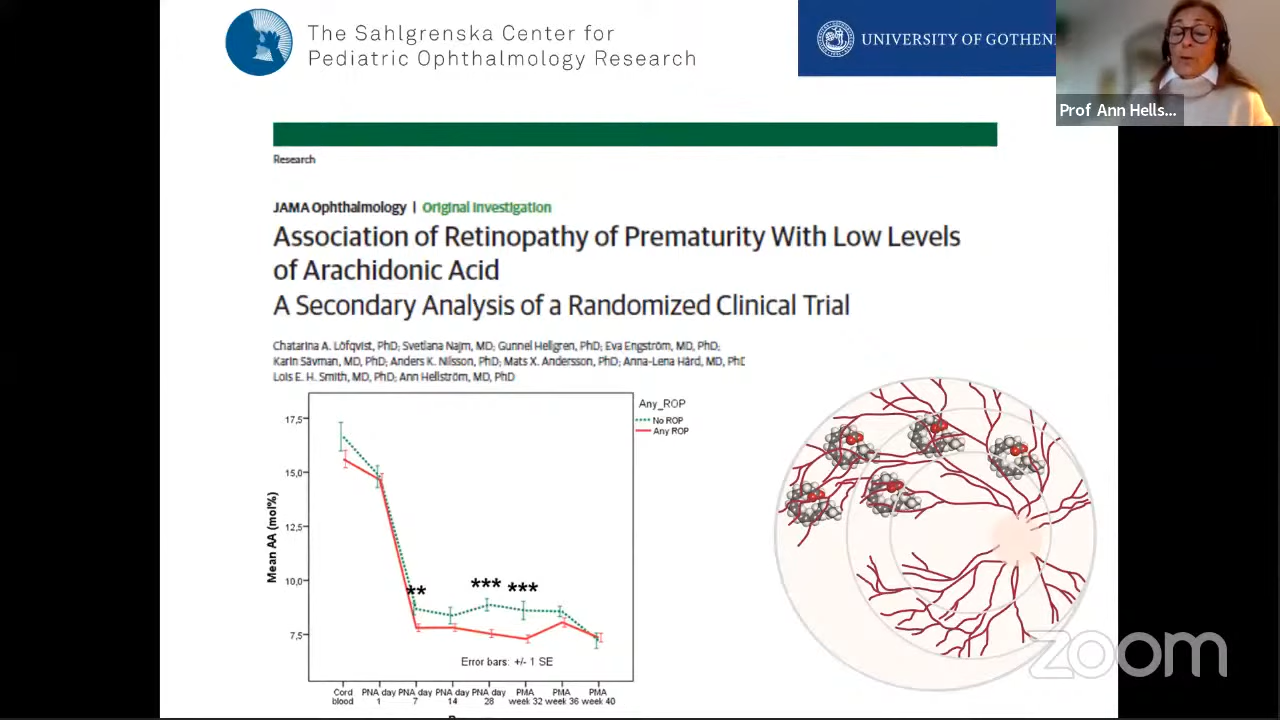 The Sahlgrenska Center for
Pediatric Ophthalmology Research
UNIVERSITY OF GOTHEN
Prof Ann Hells...
Research
JAMA Ophthalmology | Original Investigation
Association of Retinopathy of Prematurity With Low Levels
of Arachidonic Acid
A Secondary Analysis of a Randomized Clinical Trial
Chatarina A. Löfqvist, PhD; Svetlana Najm, MD; Gunnel Hellgren, PhD; Eva Engström, MD, PhD;
Karin Sävman, MD, PhD; Anders K. Nilsson, PhD; Mats X. Andersson, PhD; Anna-Lena Hård, MD, PhD
Lois E. H. Smith, MD, PhD; Ann Hellström, MD, PhD
Any_ROP
No ROP
Any ROP
Mean AA (mol%)
17,5
15,0
12,5
10,0
7,5
**
***
***
Error bars: +/- 1 SE
Cord PNA day PNA day PNA day PNA day PMA PMA PMA
blood 1 7 14 28 week 32 week 36 week 40
zoom